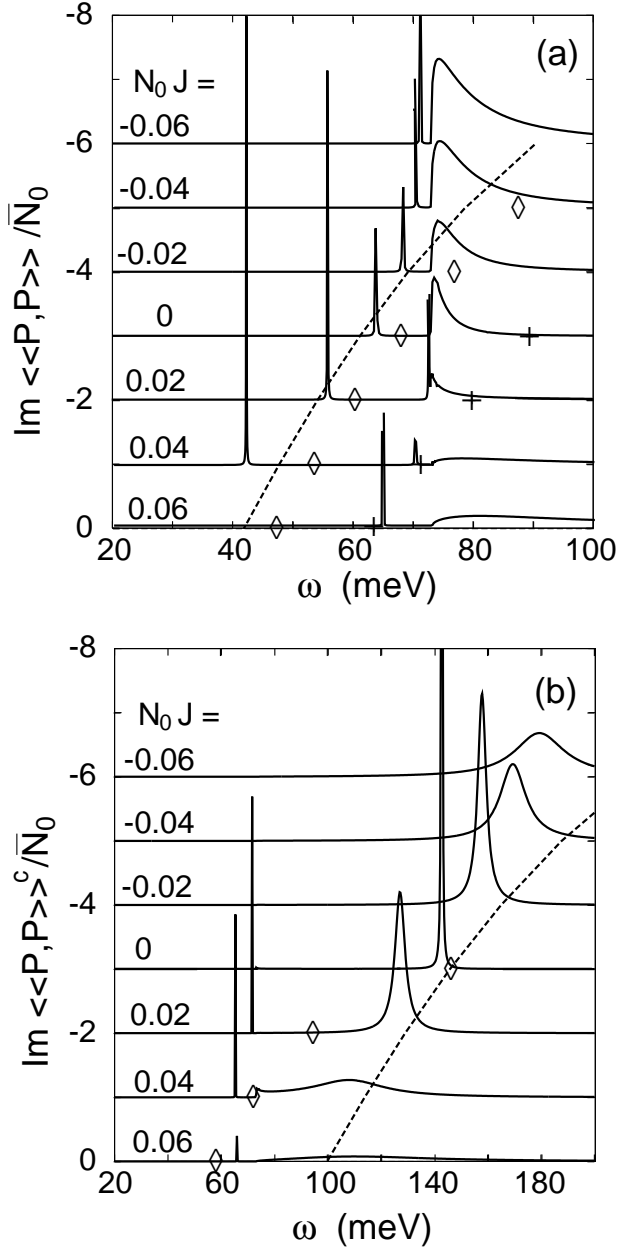 -8
(a)
N₀ J =
-0.06
-6
-0.04
-0.02
-4
0
0.02
-2
0.04
0.06
0
Im <<P,P>> /N̅₀
20 40 60 80 100
ω (meV)
-8
(b)
N₀ J =
-0.06
-6
-0.04
-0.02
-4
0
0.02
-2
0.04
0.06
0
Im <<P,P>>ᶜ/N̅₀
20 60 100 140 180
ω (meV)